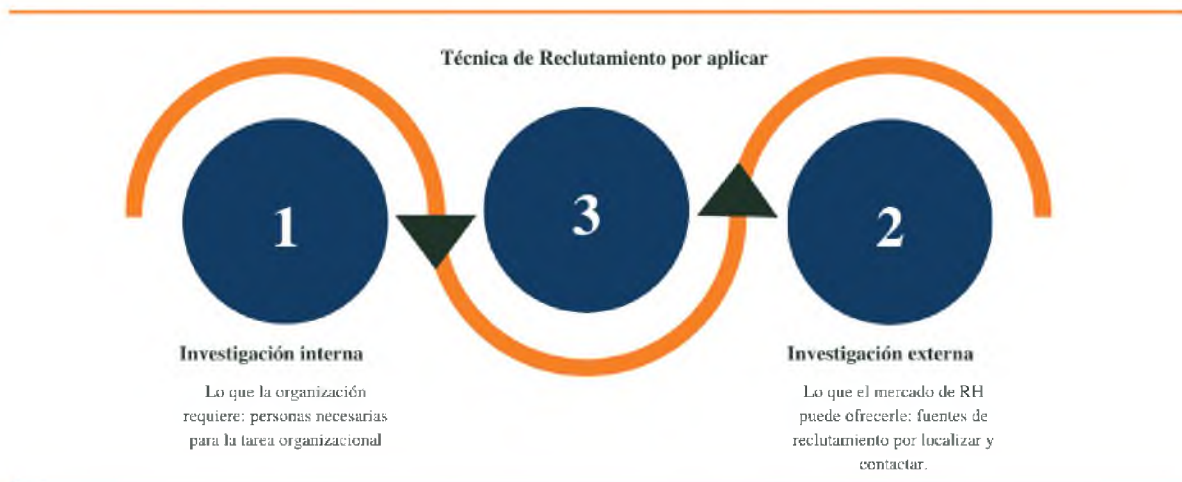 Técnica de Reclutamiento por aplicar
1
3
2
Investigación interna
Lo que la organización
requiere: personas necesarias
para la tarea organizacional
Investigación externa
Lo que el mercado de RH
puede ofrecerle: fuentes de
reclutamiento por localizar y
contactar.